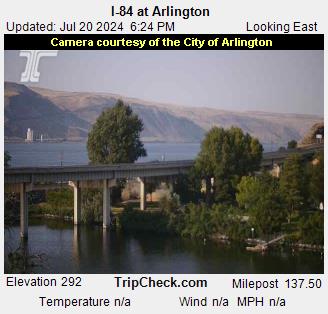 I-84 at Arlington
Updated: Jul 20 2024 6:24 PM Looking East
Camera courtesy of the City of Arlington
Elevation 292 TripCheck.com Milepost 137.50
Temperature n/a Wind n/a MPH n/a